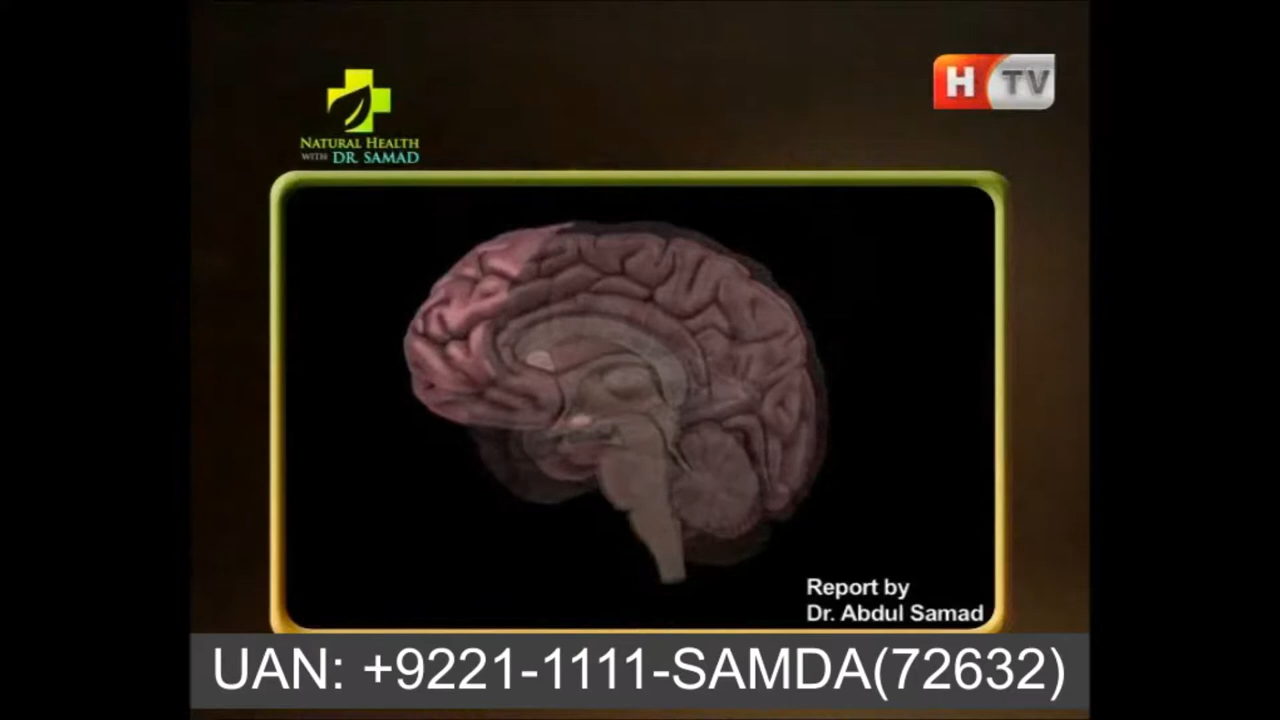 H TV
NATURAL HEALTH
WITH DR. SAMAD
Report by
Dr. Abdul Samad
UAN: +9221-1111-SAMDA(72632)